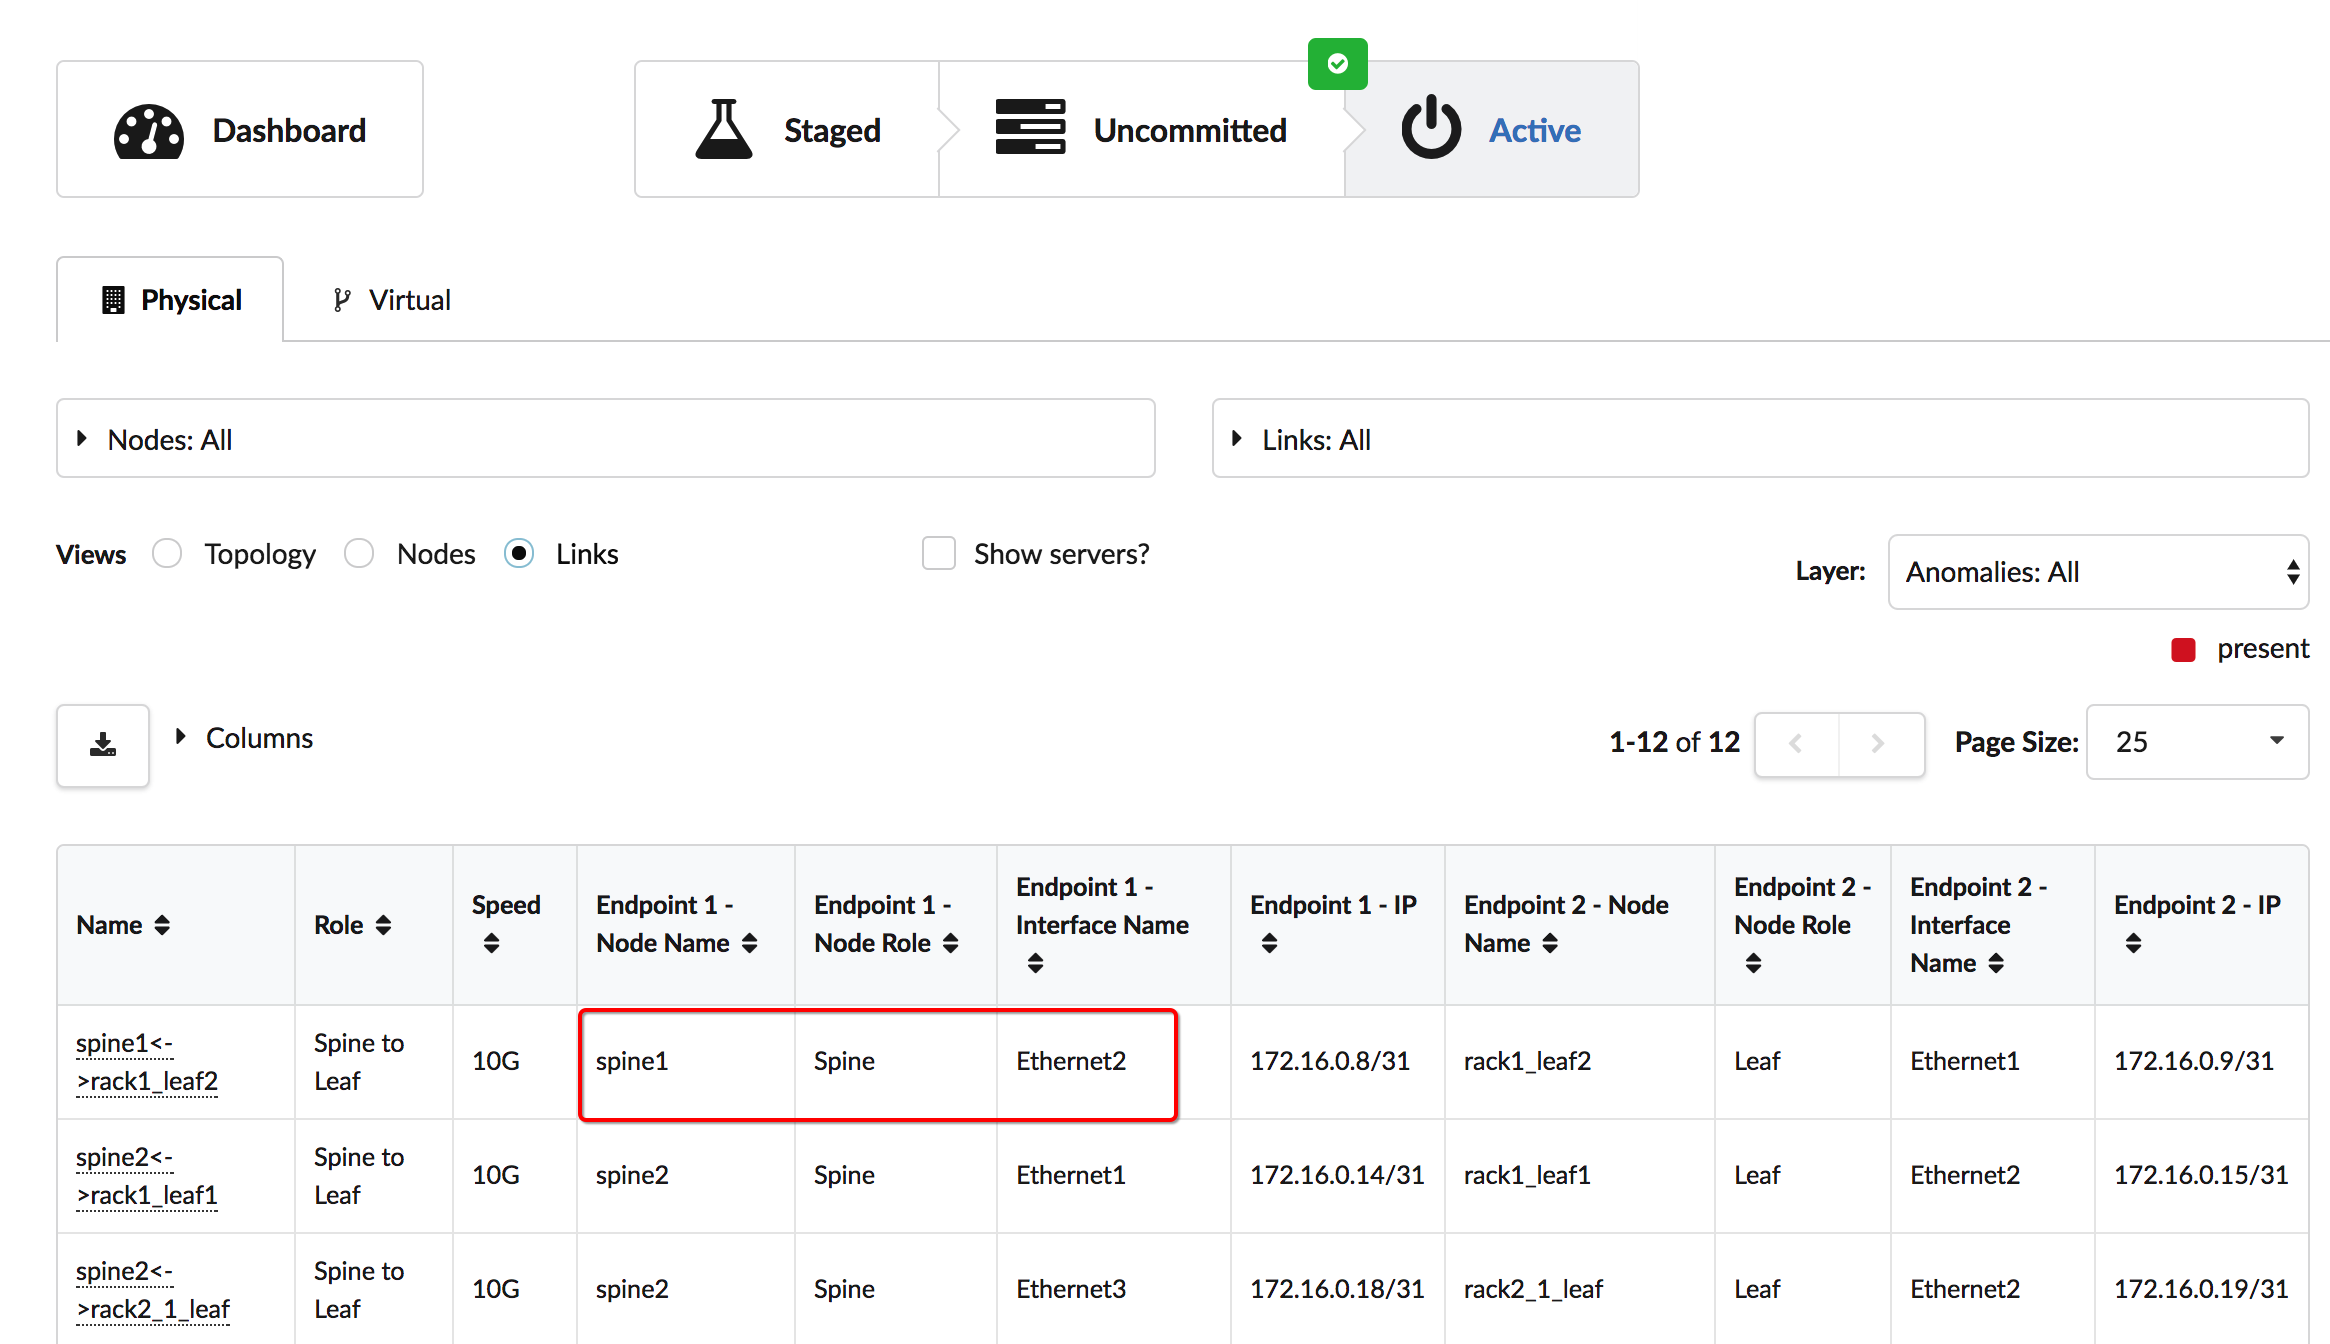 Dashboard
Staged
Uncommitted
Active
Physical
Virtual
Nodes: All
Links: All
Views Topology Nodes Links Show servers?
Layer: Anomalies: All
present
Columns
1-12 of 12 Page Size: 25
Name Role Speed Endpoint 1 - Node Name Endpoint 1 - Node Role Endpoint 1 - Interface Name Endpoint 1 - IP Endpoint 2 - Node Name Endpoint 2 - Node Role Endpoint 2 - Interface Name Endpoint 2 - IP
spine1<->rack1_leaf2 Spine to Leaf 10G spine1 Spine Ethernet2 172.16.0.8/31 rack1_leaf2 Leaf Ethernet1 172.16.0.9/31
spine2<->rack1_leaf1 Spine to Leaf 10G spine2 Spine Ethernet1 172.16.0.14/31 rack1_leaf1 Leaf Ethernet2 172.16.0.15/31
spine2<->rack2_1_leaf Spine to Leaf 10G spine2 Spine Ethernet3 172.16.0.18/31 rack2_1_leaf Leaf Ethernet2 172.16.0.19/31